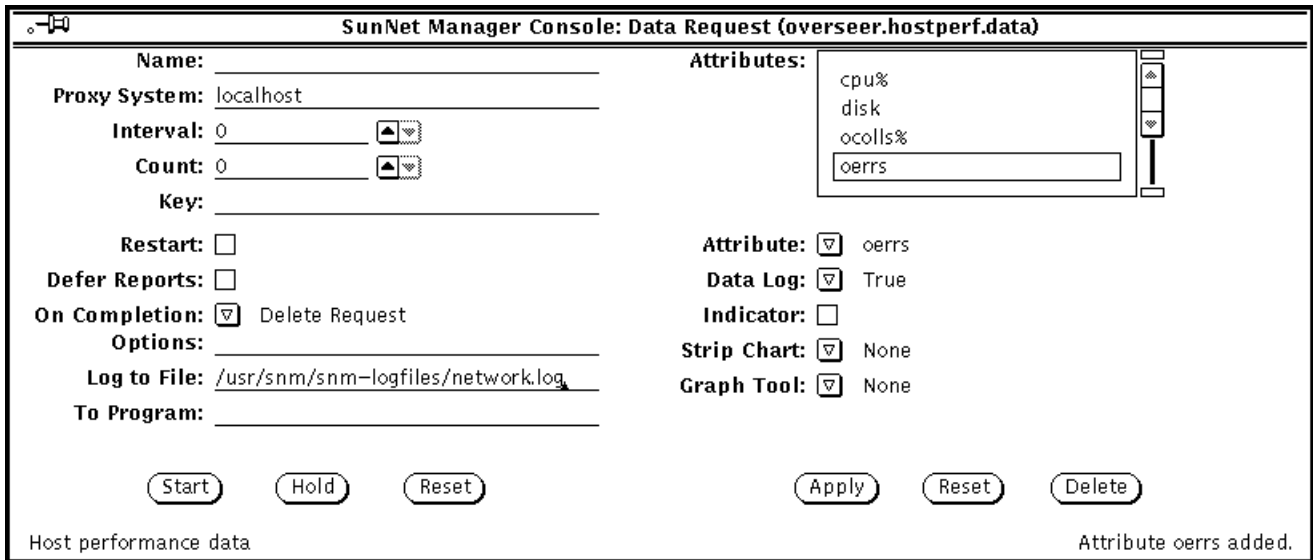 SunNet Manager Console: Data Request (overseer.hostperf.data)
Name:
Proxy System: localhost
Interval: 0
Count: 0
Key:
Restart:
Defer Reports:
On Completion: Delete Request
Options:
Log to File: /usr/snm/snm-logfiles/network.log
To Program:
Start Hold Reset
Host performance data
Attributes:
cpu%
disk
ocolls%
oerrs
Attribute: oerrs
Data Log: True
Indicator:
Strip Chart: None
Graph Tool: None
Apply Reset Delete
Attribute oerrs added.